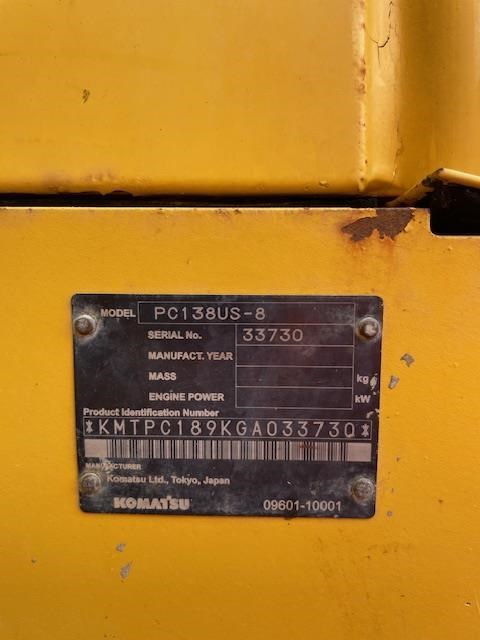 MODEL PC138US-8
SERIAL No. 33730
MANUFACT. YEAR
MASS kg
ENGINE POWER kW
Product Identification Number
*KMTPC189KGA033730*
MANUFACTURER
Komatsu Ltd., Tokyo, Japan
KOMATSU 09601-10001